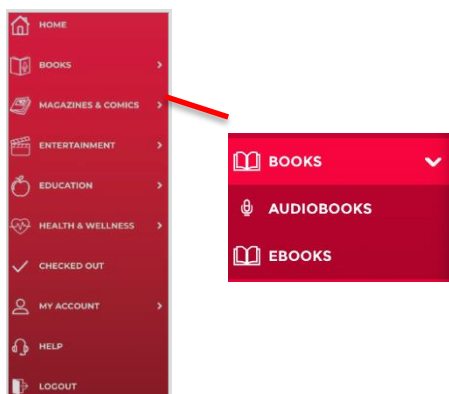 HOME
BOOKS
MAGAZINES & COMICS
ENTERTAINMENT
EDUCATION
HEALTH & WELLNESS
CHECKED OUT
MY ACCOUNT
HELP
LOGOUT
BOOKS
AUDIOBOOKS
EBOOKS